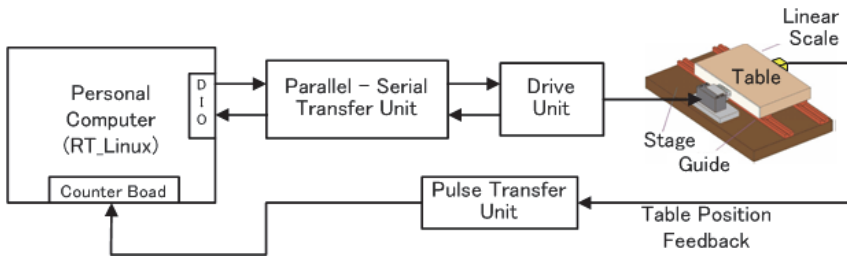 Personal
Computer
(RT_Linux)
D
I
O
Counter Boad
Parallel - Serial
Transfer Unit
Drive
Unit
Linear
Scale
Table
Stage
Guide
Pulse Transfer
Unit
Table Position
Feedback